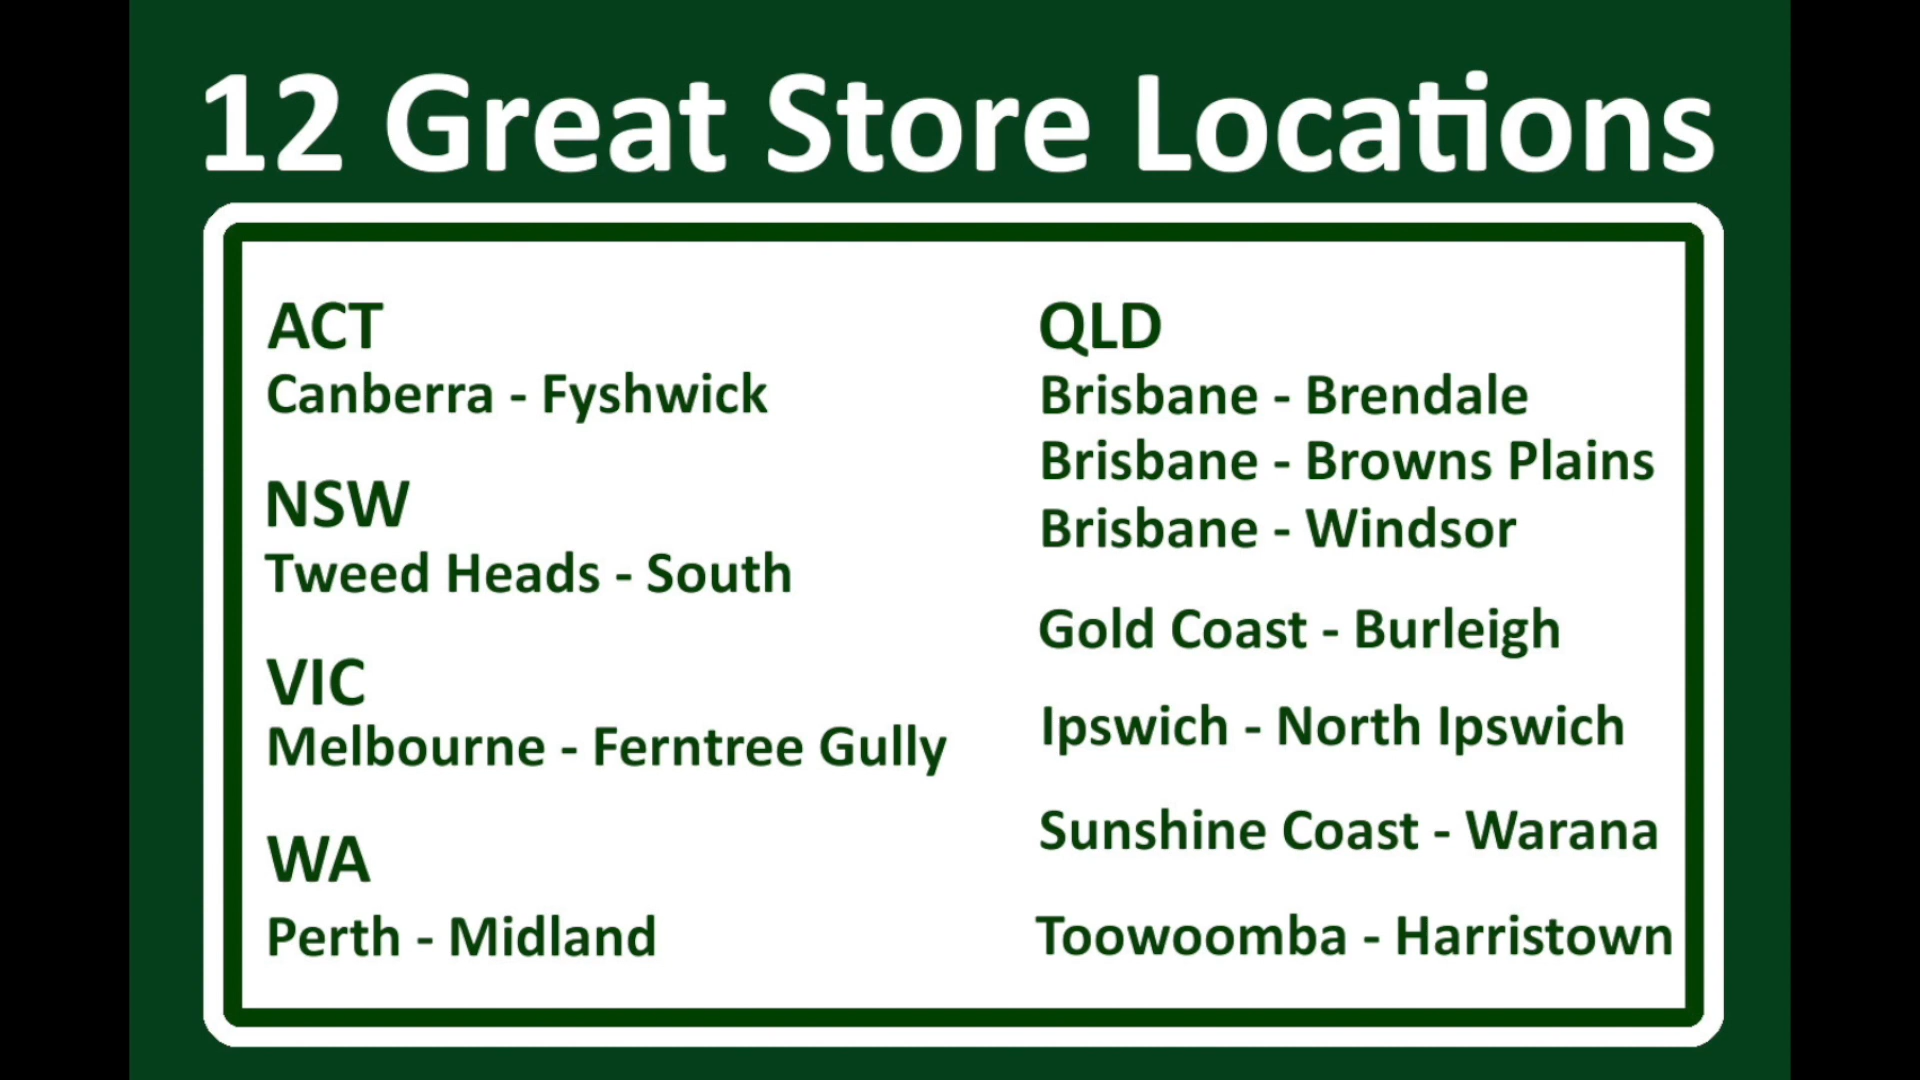 12 Great Store Locations
ACT
Canberra - Fyshwick
NSW
Tweed Heads - South
VIC
Melbourne - Ferntree Gully
WA
Perth - Midland
QLD
Brisbane - Brendale
Brisbane - Browns Plains
Brisbane - Windsor
Gold Coast - Burleigh
Ipswich - North Ipswich
Sunshine Coast - Warana
Toowoomba - Harristown